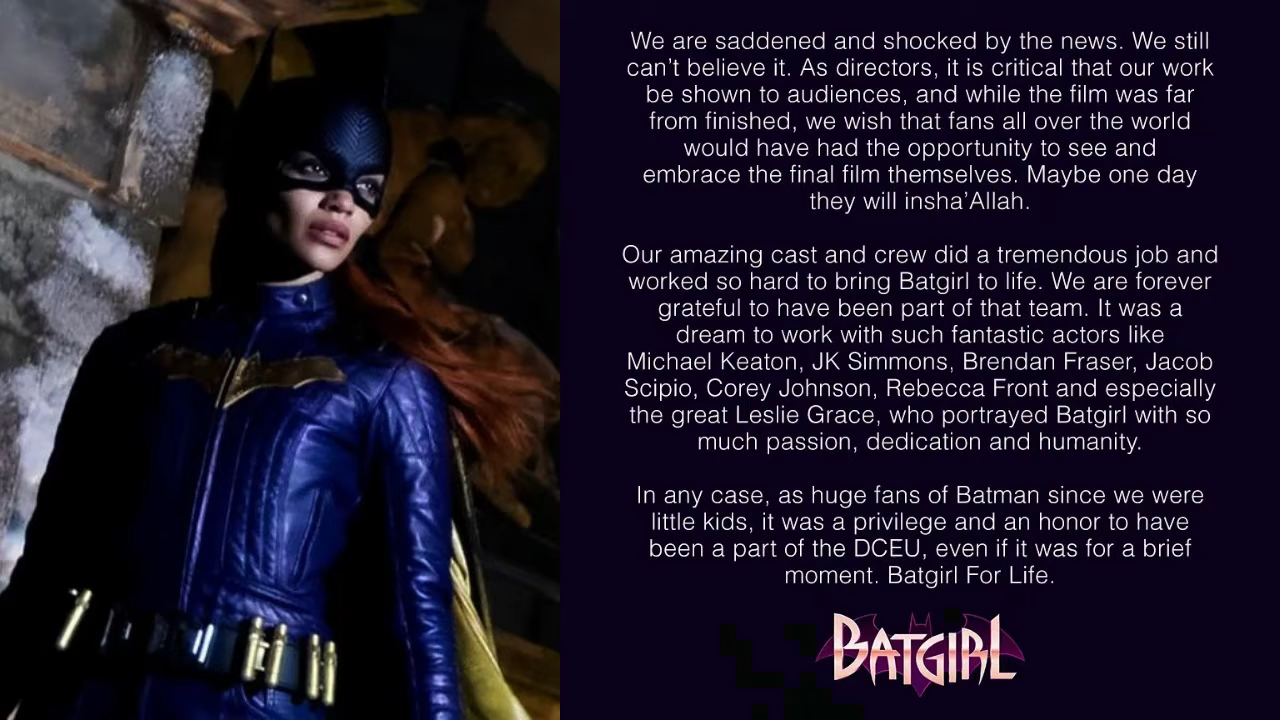 We are saddened and shocked by the news. We still
can't believe it. As directors, it is critical that our work
be shown to audiences, and while the film was far
from finished, we wish that fans all over the world
would have had the opportunity to see and
embrace the final film themselves. Maybe one day
they will insha'Allah.
Our amazing cast and crew did a tremendous job and
worked so hard to bring Batgirl to life. We are forever
grateful to have been part of that team. It was a
dream to work with such fantastic actors like
Michael Keaton, JK Simmons, Brendan Fraser, Jacob
Scipio, Corey Johnson, Rebecca Front and especially
the great Leslie Grace, who portrayed Batgirl with so
much passion, dedication and humanity.
In any case, as huge fans of Batman since we were
little kids, it was a privilege and an honor to have
been a part of the DCEU, even if it was for a brief
moment. Batgirl For Life.
BATGIRL